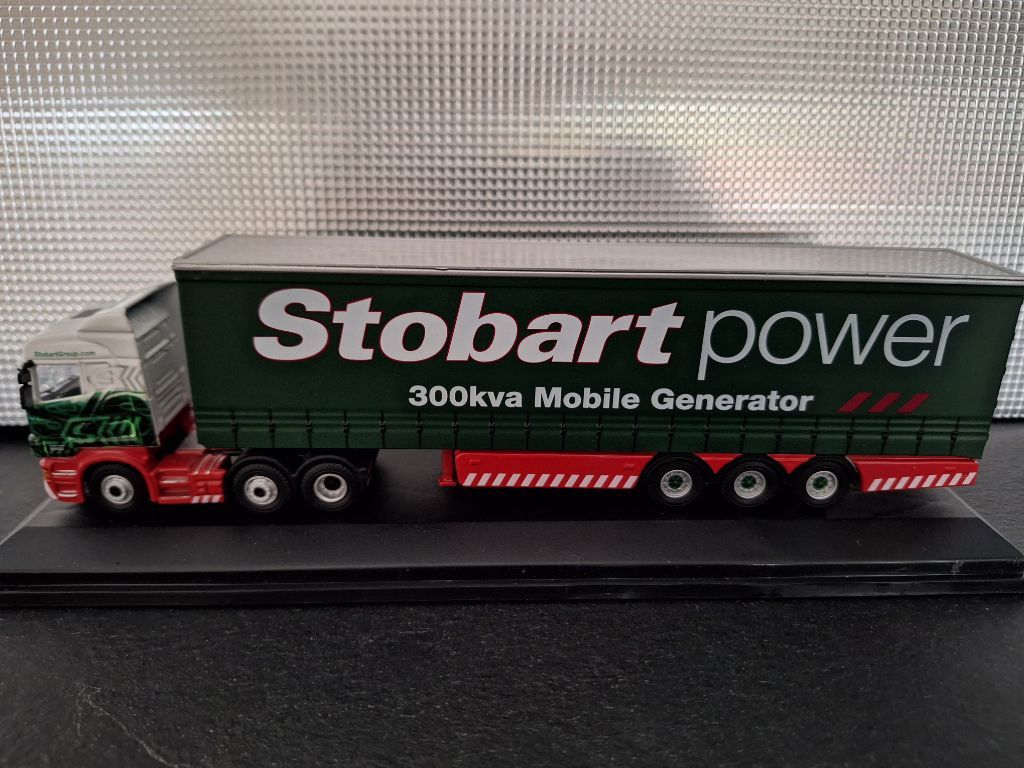 Stobart power
300kva Mobile Generator
StobartGroup.com